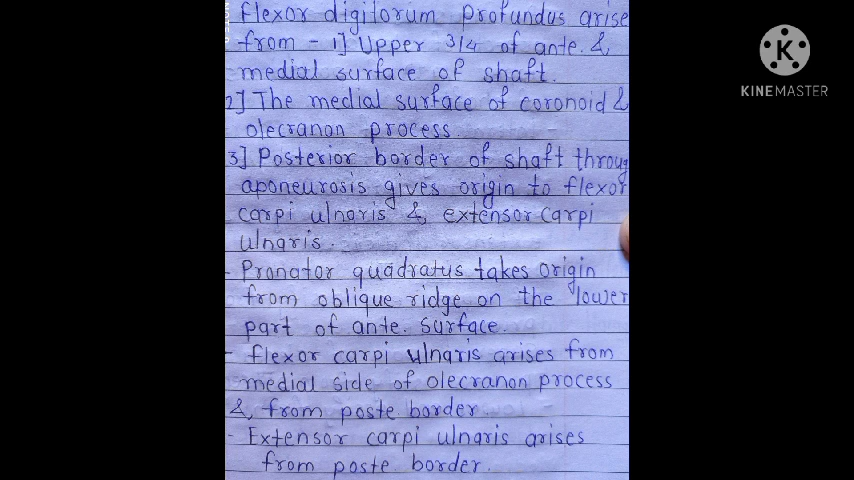 flexor digitorum profundus arise
from - 1] Upper 3/4 of ante. &
medial surface of shaft.
2] The medial surface of coronoid &
olecranon process.
3] Posterior border of shaft throug
aponeurosis gives origin to flexor
carpi ulnaris & extensor carpi
ulnaris.
- Pronator quadratus takes origin
from oblique ridge on the lower
part of ante. surface.
- flexor carpi ulnaris arises from
medial side of olecranon process
& from poste border.
- Extensor carpi ulnaris arises
from poste border.
K
KINEMASTER